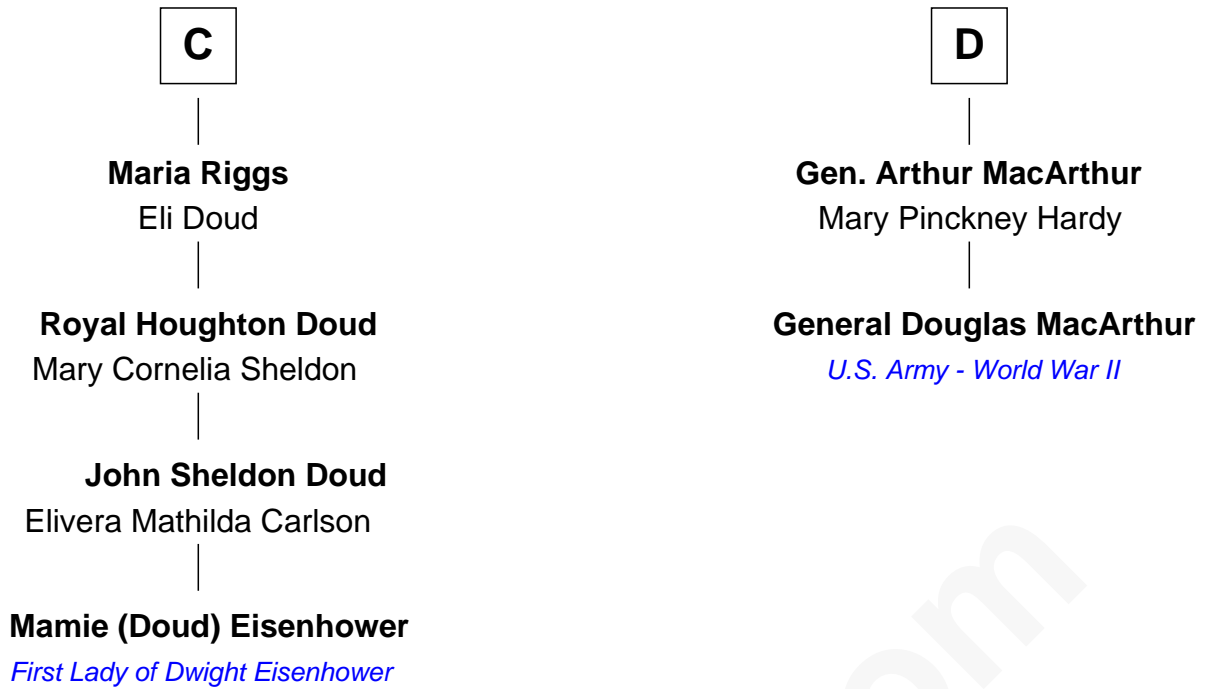 C
Maria Riggs
Eli Doud
Royal Houghton Doud
Mary Cornelia Sheldon
John Sheldon Doud
Elivera Mathilda Carlson
Mamie (Doud) Eisenhower
First Lady of Dwight Eisenhower
D
Gen. Arthur MacArthur
Mary Pinckney Hardy
General Douglas MacArthur
U.S. Army - World War II
om